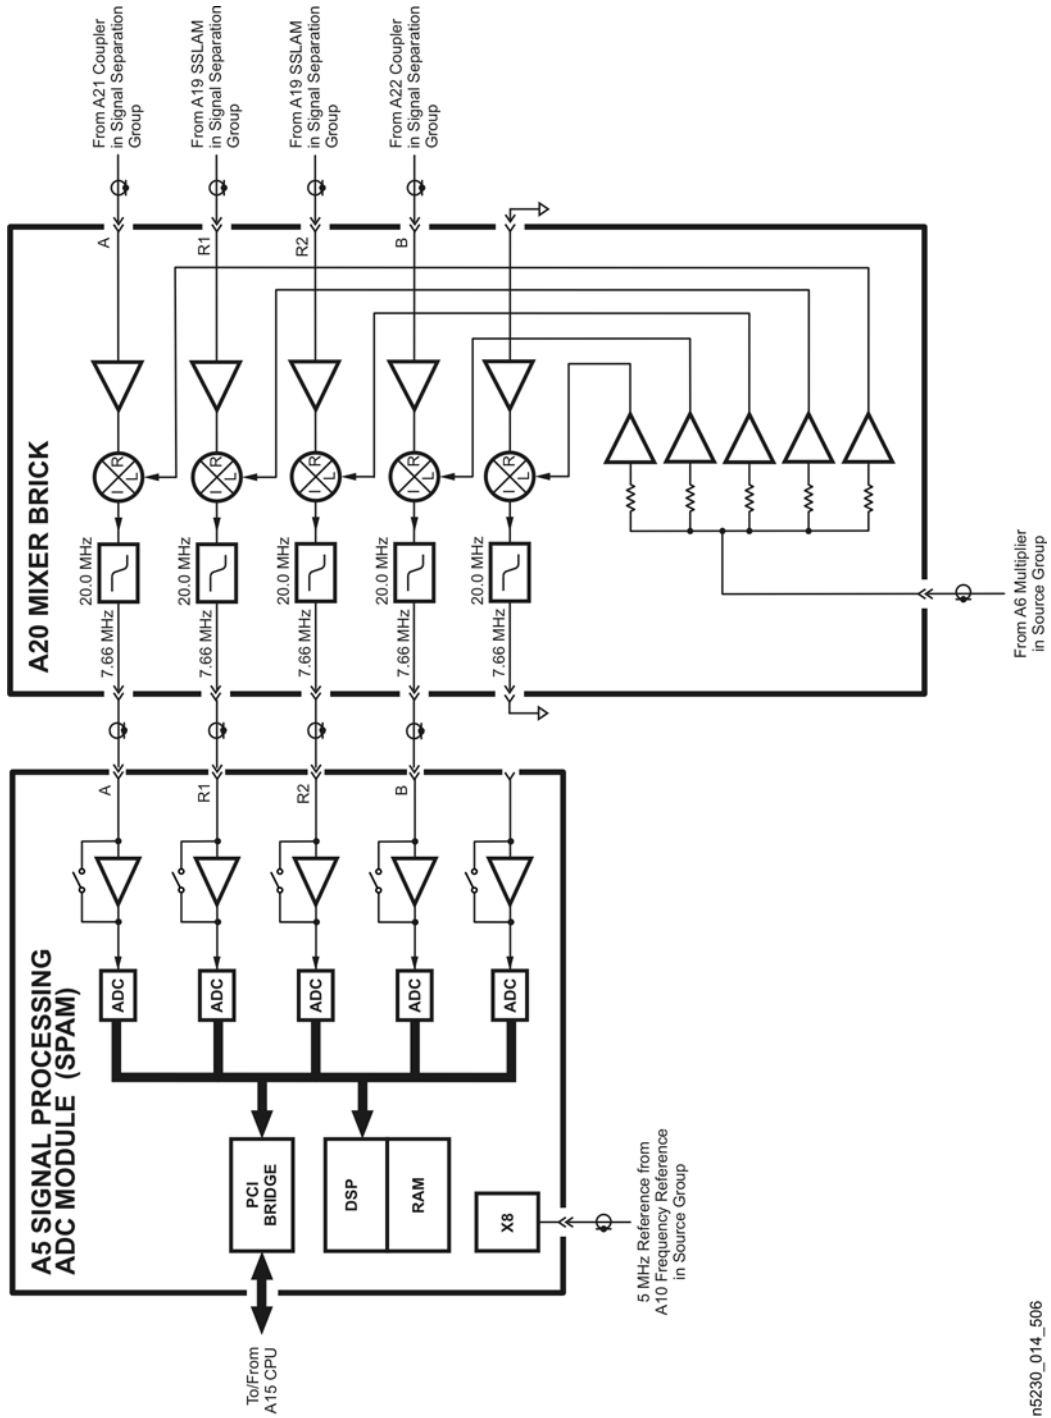 From A21 Coupler
in Signal Separation
Group
From A19 SSLAM
in Signal Separation
Group
From A19 SSLAM
in Signal Separation
Group
From A22 Coupler
in Signal Separation
Group
A
R1
R2
B
A20 MIXER BRICK
R
L
I
R
L
I
R
L
I
R
L
I
R
L
I
20.0 MHz
20.0 MHz
20.0 MHz
20.0 MHz
20.0 MHz
7.66 MHz
7.66 MHz
7.66 MHz
7.66 MHz
7.66 MHz
From A6 Multiplier
in Source Group
A
R1
R2
B
A5 SIGNAL PROCESSING
ADC MODULE (SPAM)
ADC
ADC
ADC
ADC
ADC
PCI
BRIDGE
DSP
RAM
X8
5 MHz Reference from
A10 Frequency Reference
in Source Group
To/From
A15 CPU
n5230_014_506